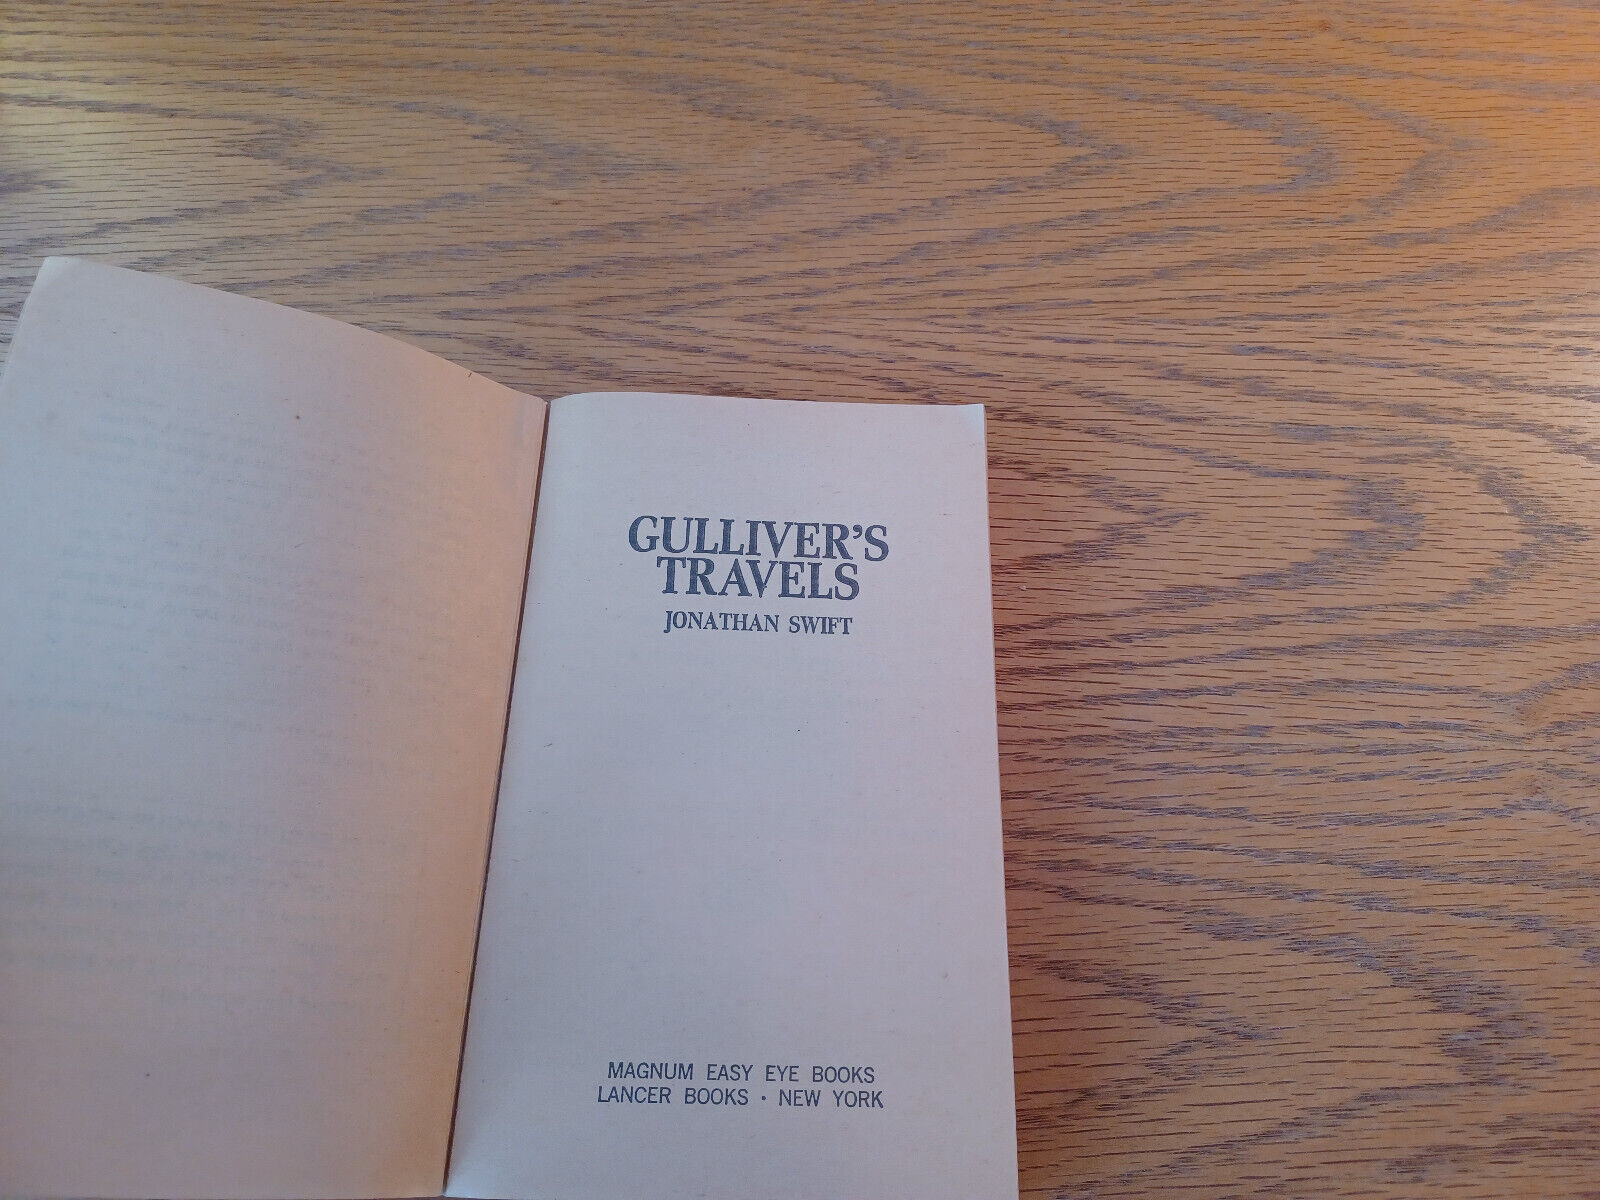 GULLIVER'S
TRAVELS
JONATHAN SWIFT
MAGNUM EASY EYE BOOKS
LANCER BOOKS • NEW YORK